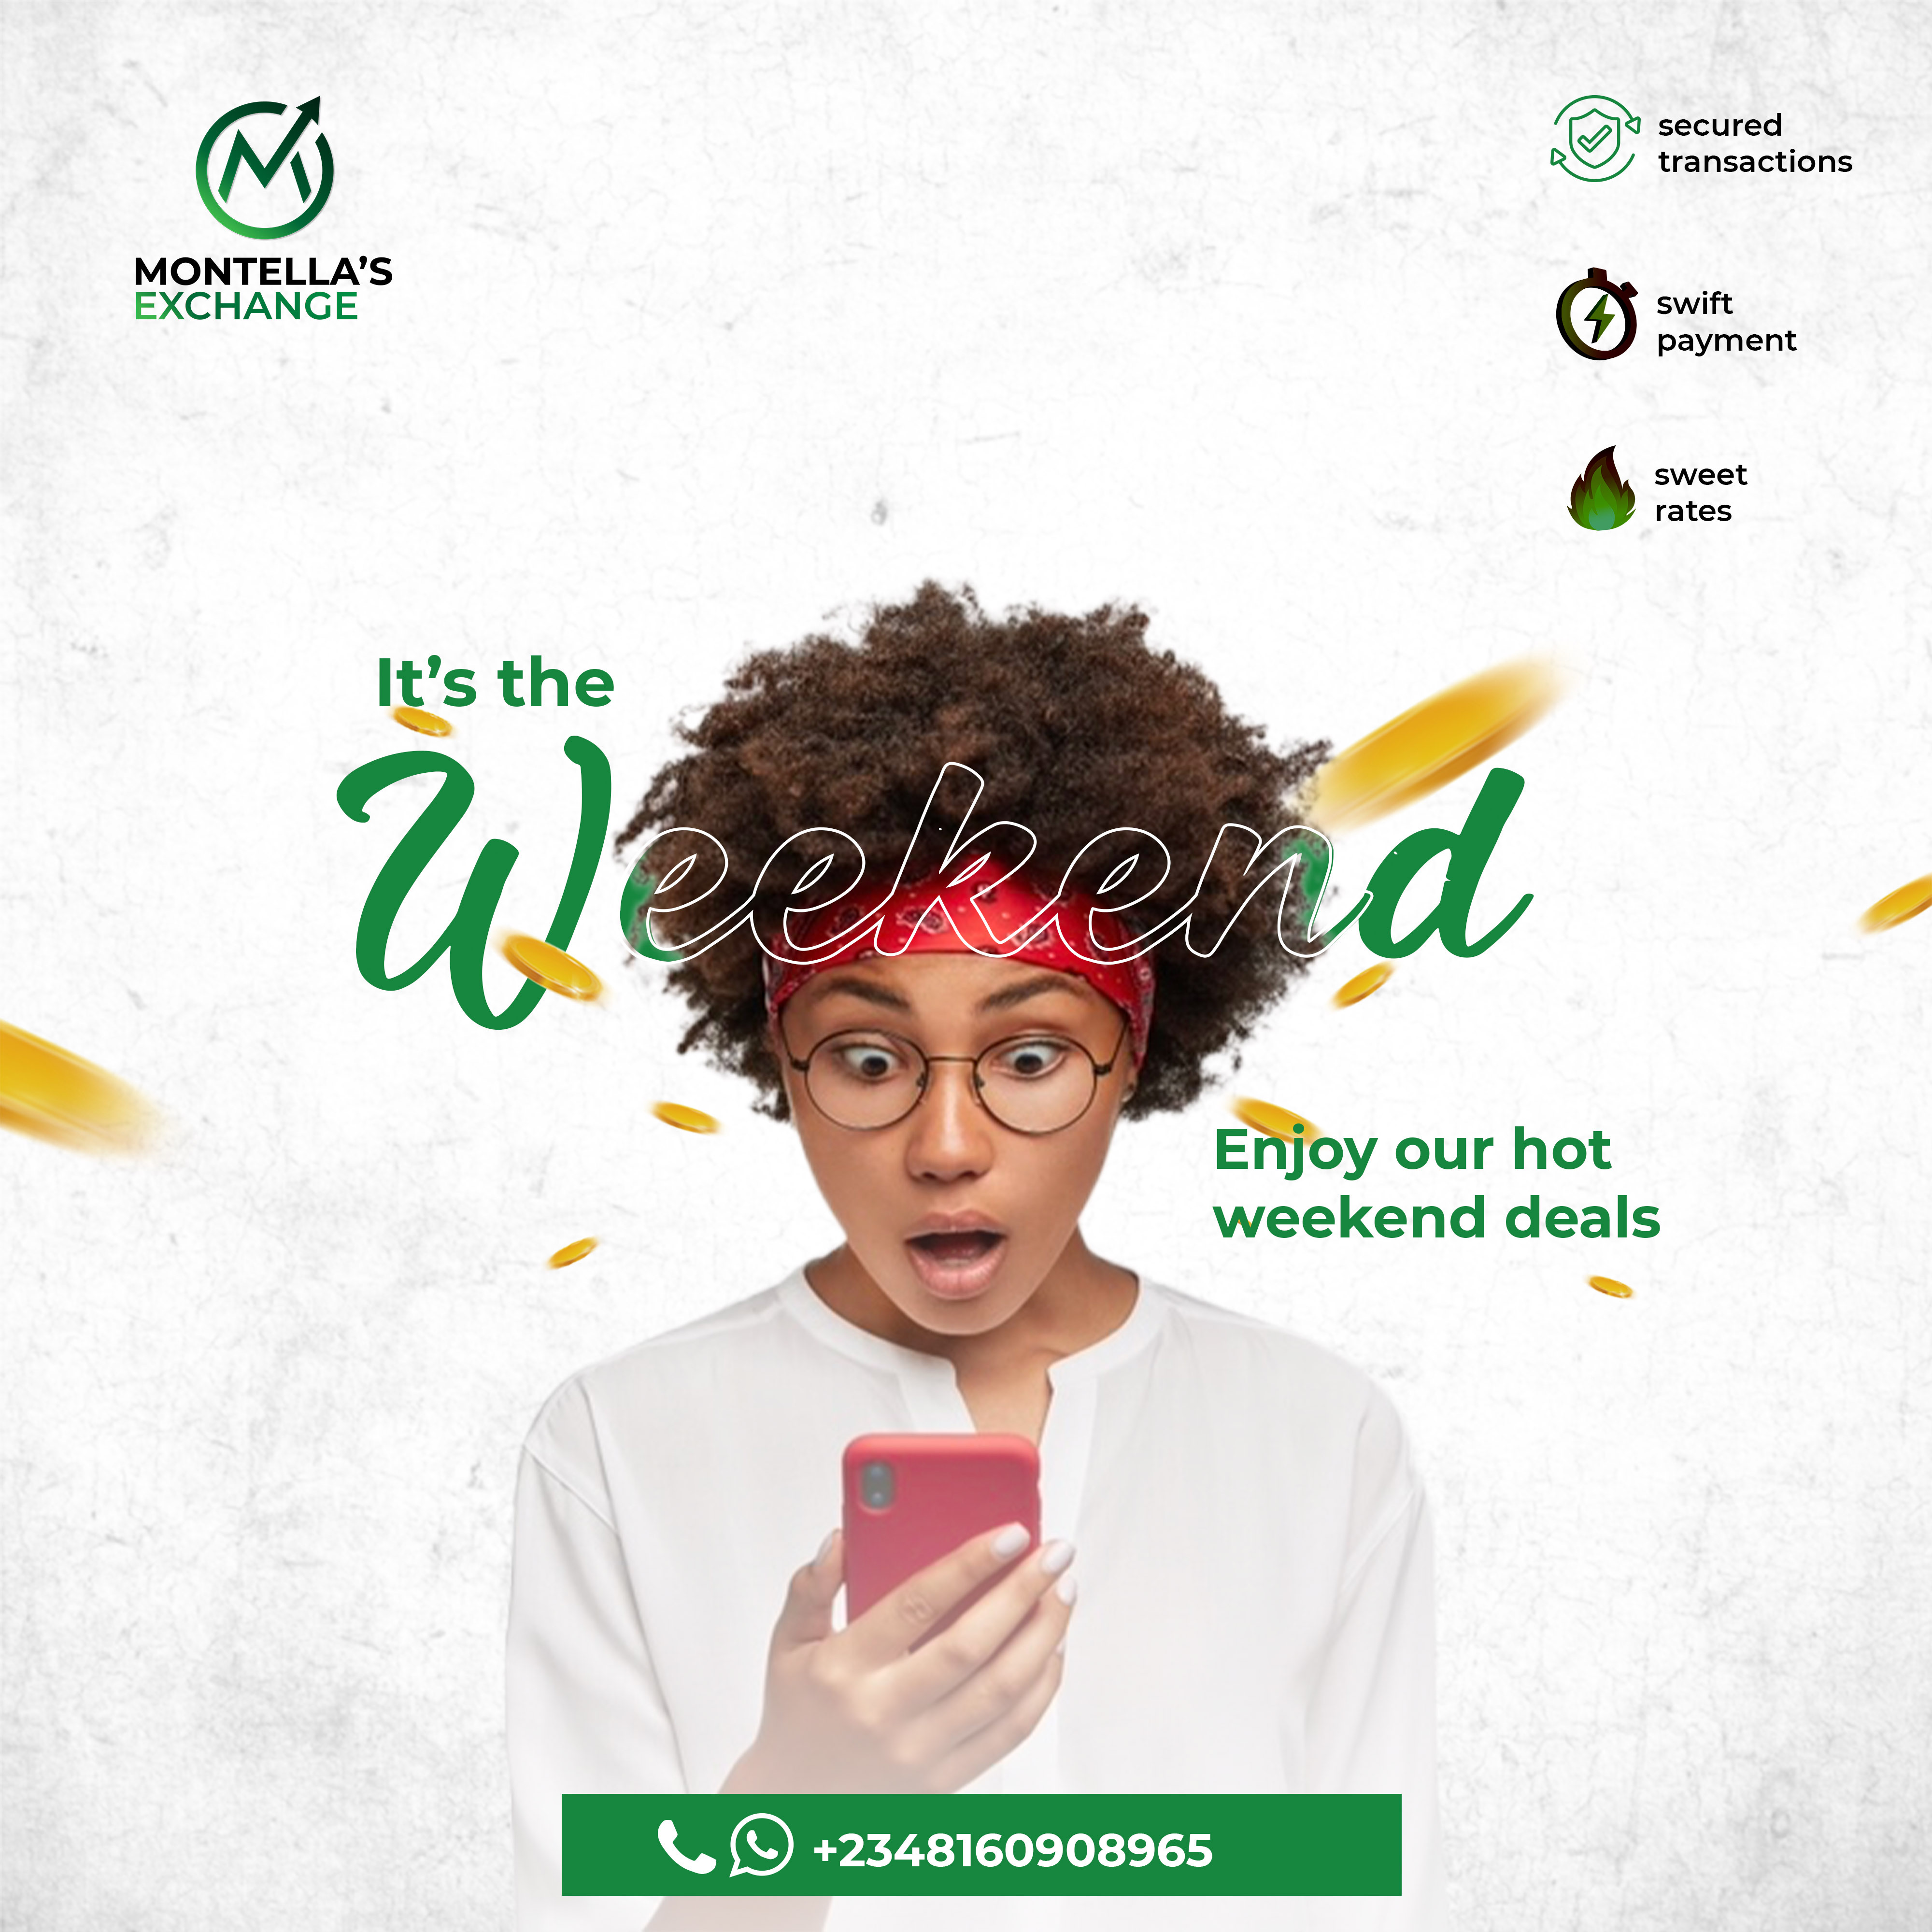 MONTELLA'S
EXCHANGE
secured
transactions
swift
payment
sweet
rates
It's the
Weekend
Enjoy our hot
weekend deals
+2348160908965